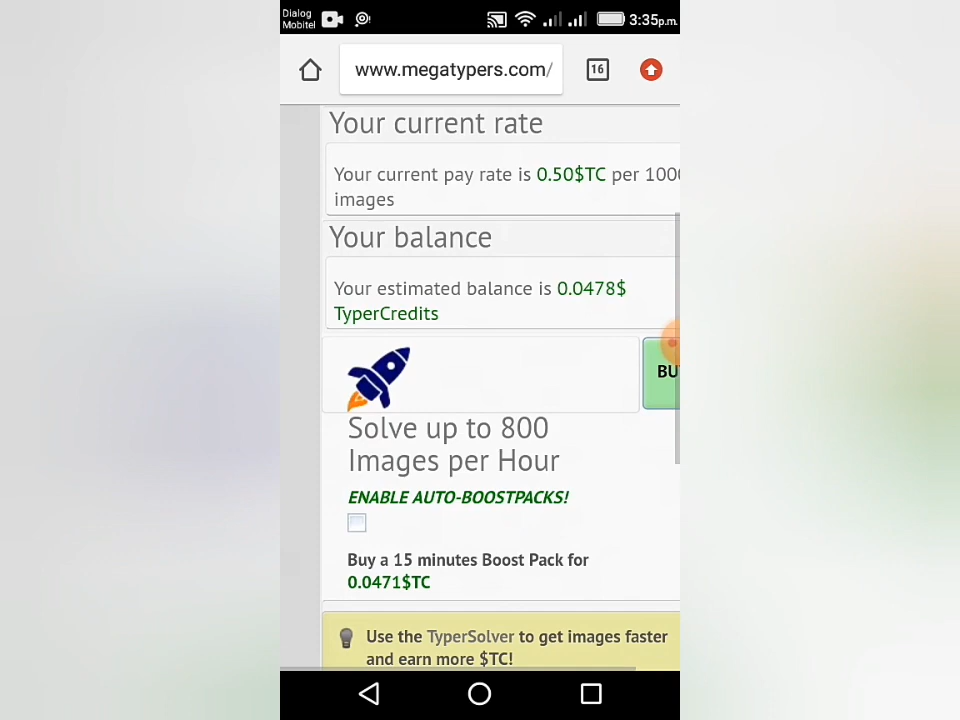 Dialog
Mobitel
3:35p.m.
www.megatypers.com/
16
Your current rate
Your current pay rate is 0.50$TC per 1000
images
Your balance
Your estimated balance is 0.0478$
TyperCredits
BU
Solve up to 800
Images per Hour
ENABLE AUTO-BOOSTPACKS!
Buy a 15 minutes Boost Pack for
0.0471$TC
Use the TyperSolver to get images faster
and earn more $TC!